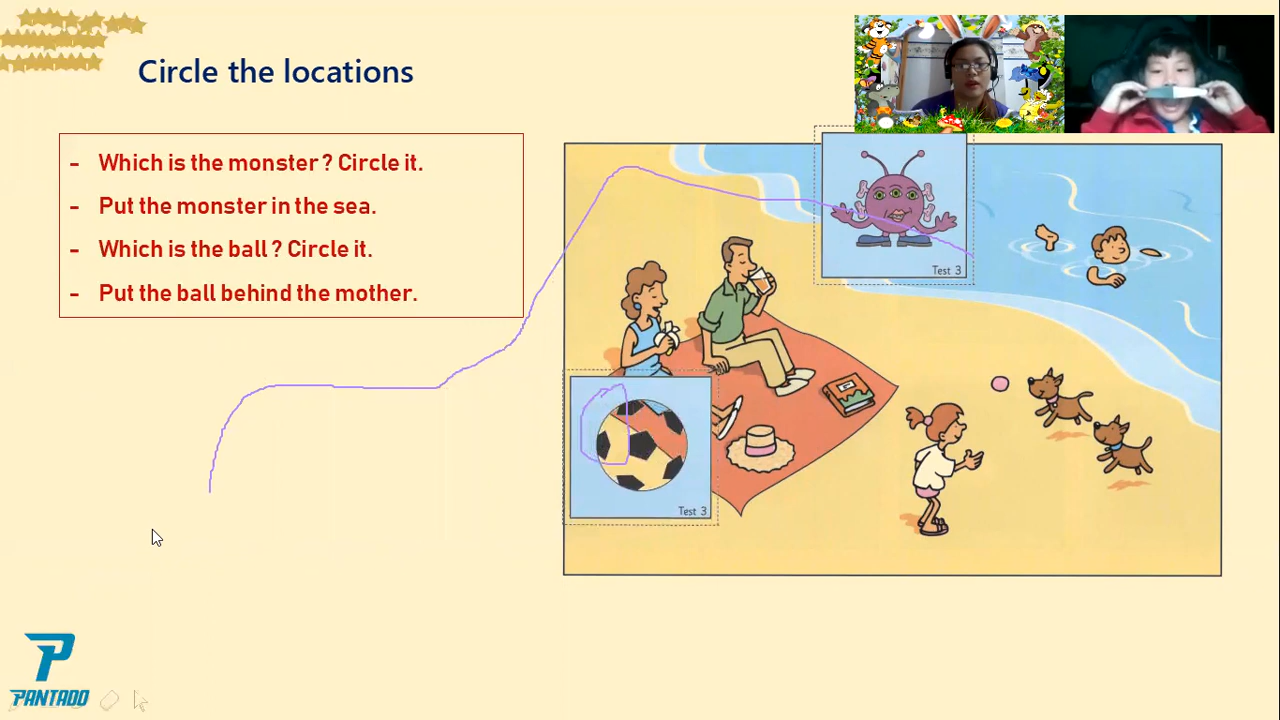 Circle the locations
- Which is the monster? Circle it.
- Put the monster in the sea.
- Which is the ball? Circle it.
- Put the ball behind the mother.
Test 3
Test 3
PANTADO